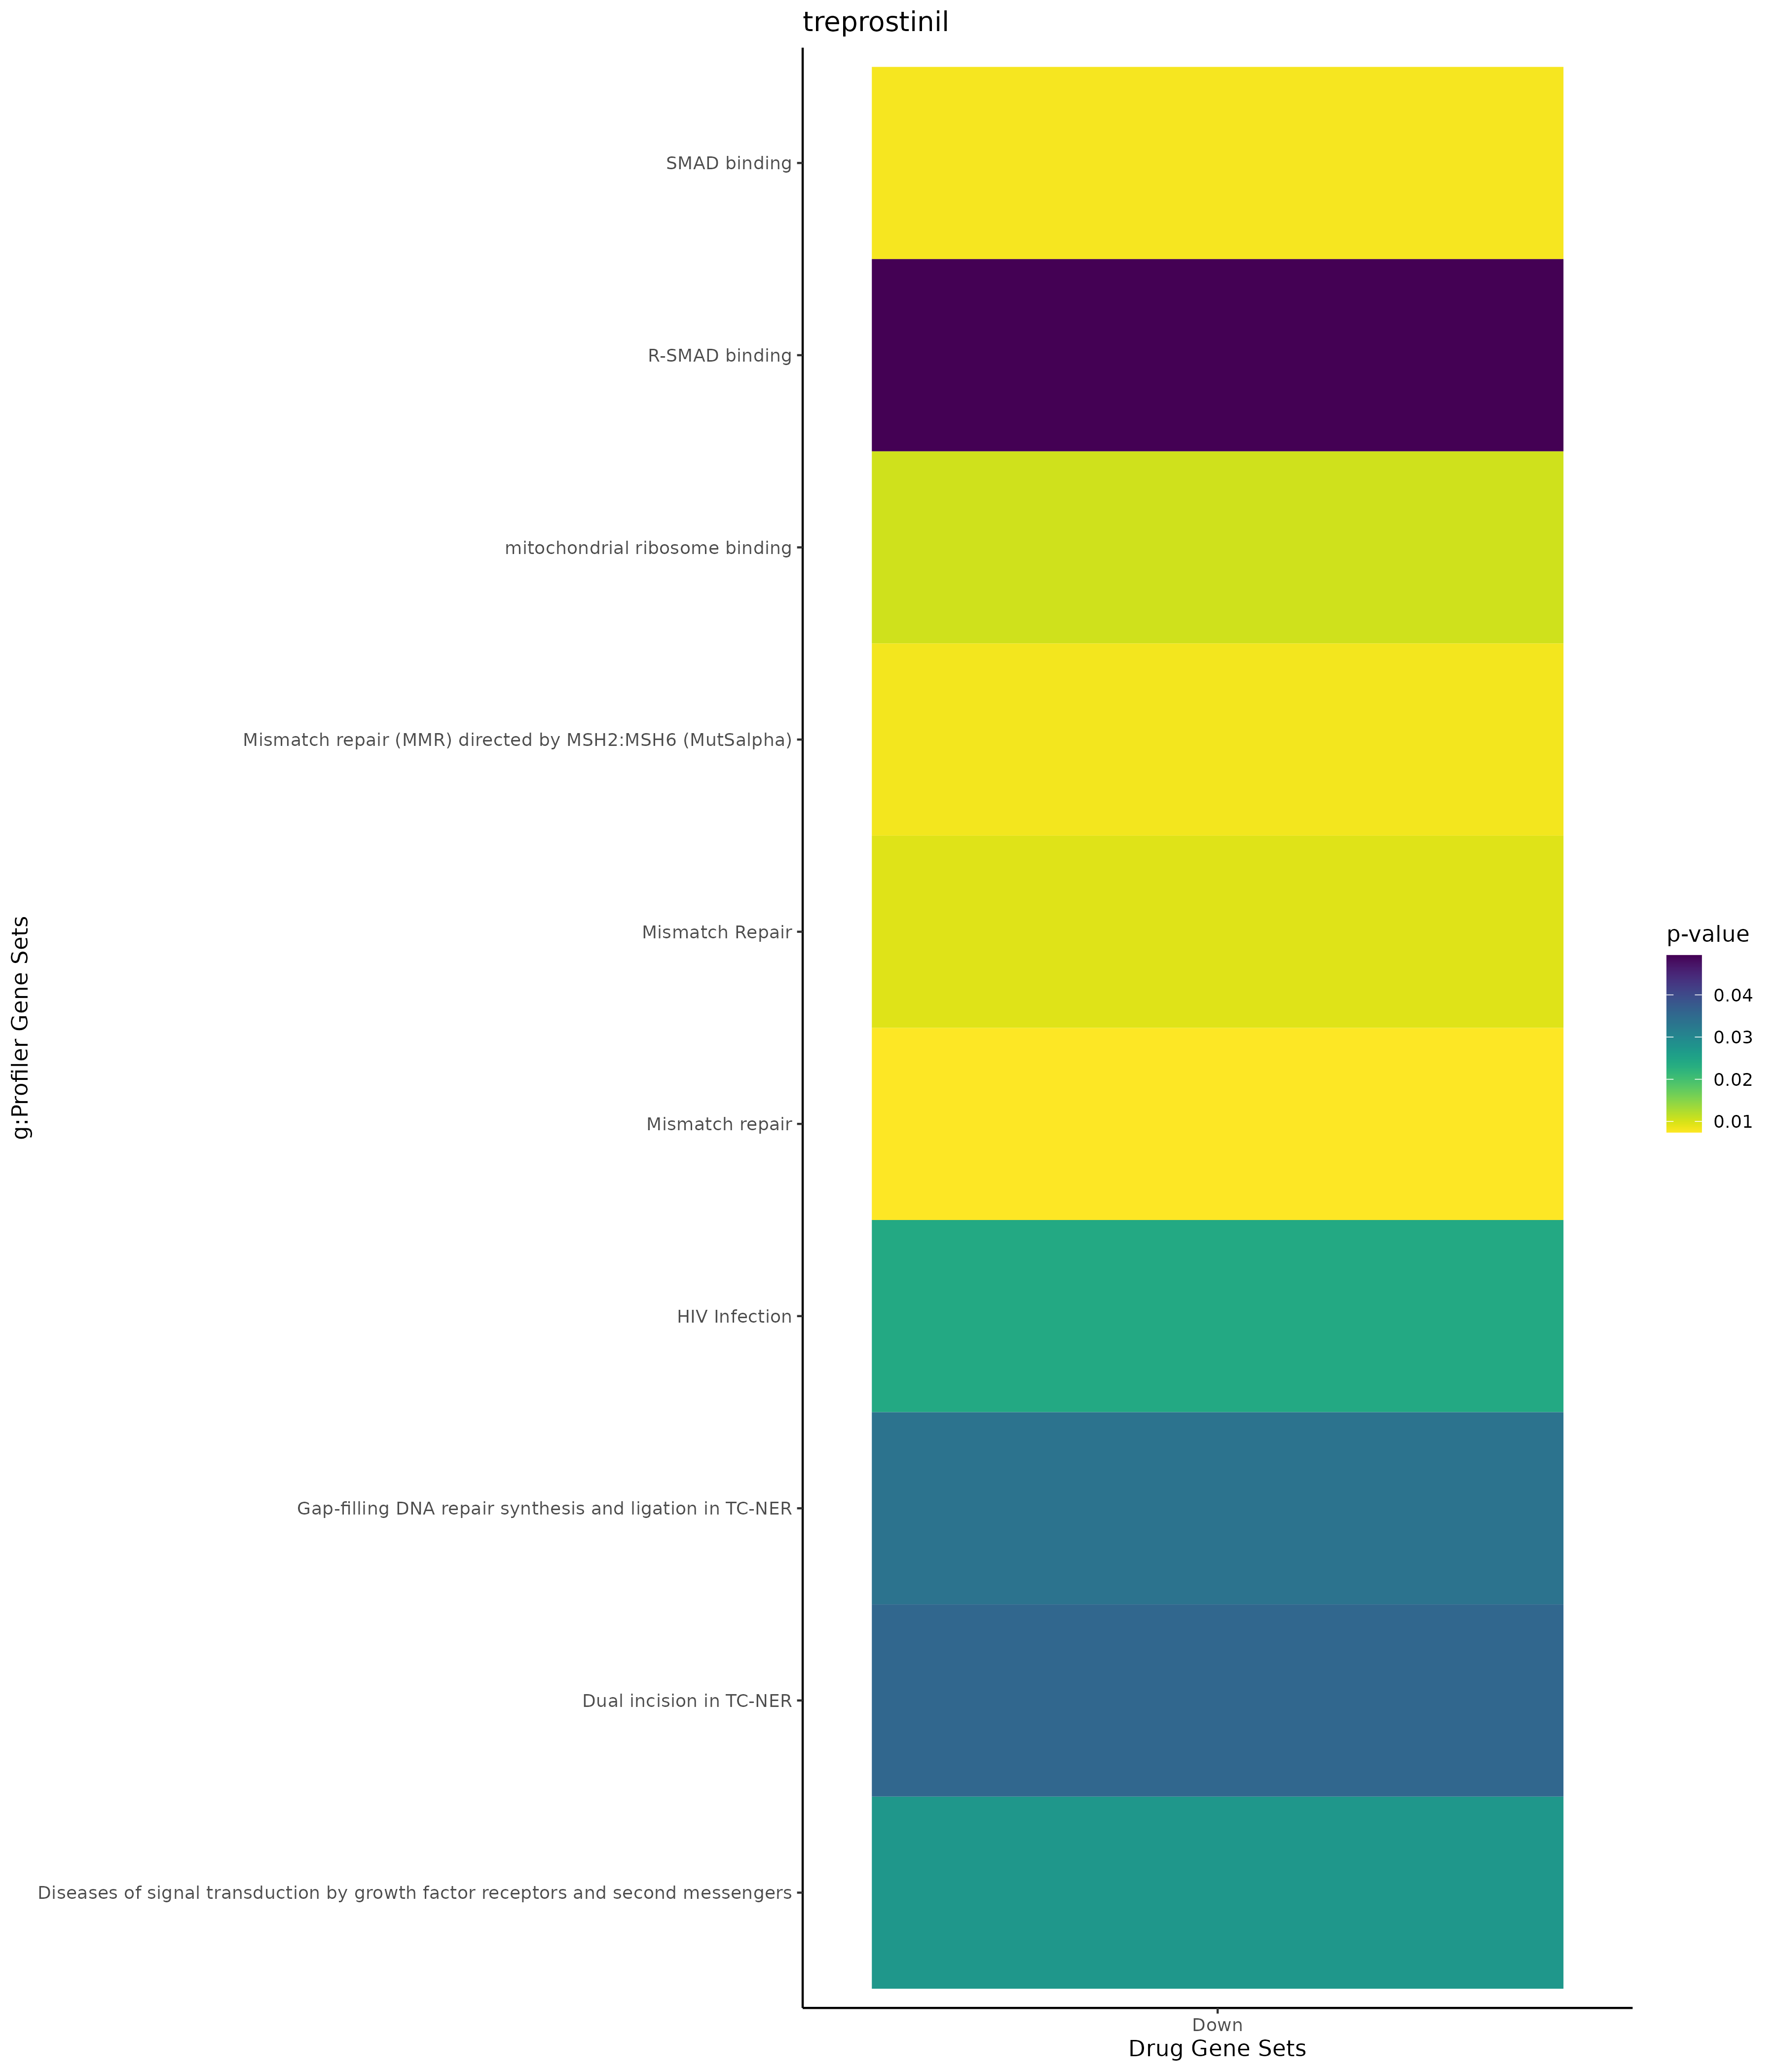 treprostinil
SMAD binding
R-SMAD binding
mitochondrial ribosome binding
Mismatch repair (MMR) directed by MSH2:MSH6 (MutSalpha)
Mismatch Repair
Mismatch repair
HIV Infection
Gap-filling DNA repair synthesis and ligation in TC-NER
Dual incision in TC-NER
Diseases of signal transduction by growth factor receptors and second messengers
g:Profiler Gene Sets
Down
Drug Gene Sets
p-value
0.04
0.03
0.02
0.01